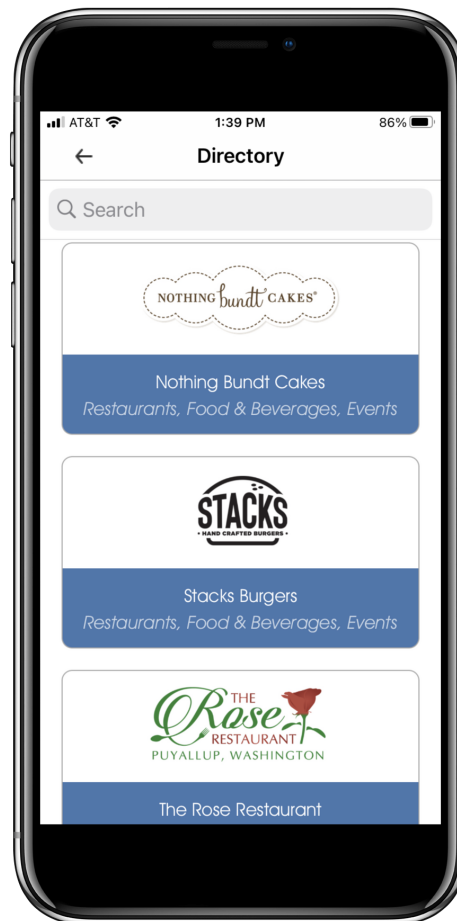 AT&T 1:39 PM 86%
Directory
Search
NOTHING bundt CAKES®
Nothing Bundt Cakes
Restaurants, Food & Beverages, Events
STACKS
• HAND CRAFTED BURGERS •
Stacks Burgers
Restaurants, Food & Beverages, Events
THE
Rose
RESTAURANT
PUYALLUP, WASHINGTON
The Rose Restaurant